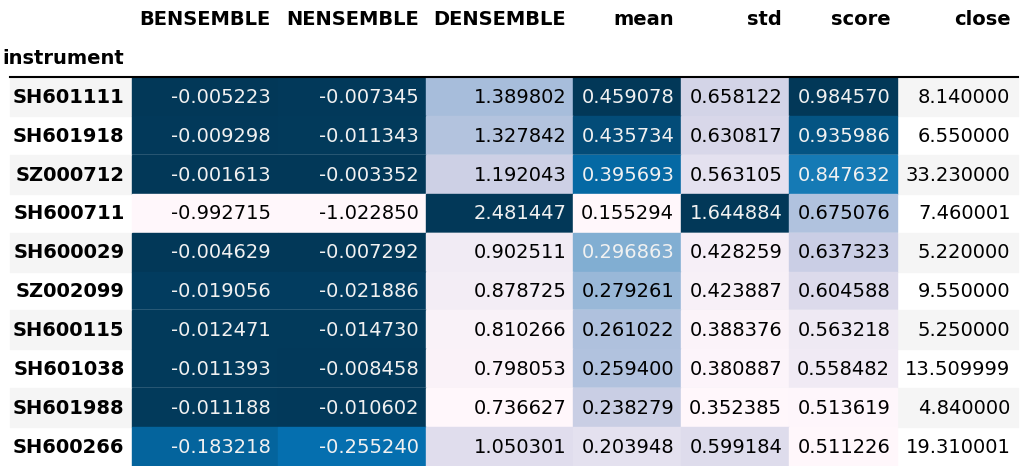 BENSEMBLE NENSEMBLE DENSEMBLE mean std score close
instrument
SH601111 -0.005223 -0.007345 1.389802 0.459078 0.658122 0.984570 8.140000
SH601918 -0.009298 -0.011343 1.327842 0.435734 0.630817 0.935986 6.550000
SZ000712 -0.001613 -0.003352 1.192043 0.395693 0.563105 0.847632 33.230000
SH600711 -0.992715 -1.022850 2.481447 0.155294 1.644884 0.675076 7.460001
SH600029 -0.004629 -0.007292 0.902511 0.296863 0.428259 0.637323 5.220000
SZ002099 -0.019056 -0.021886 0.878725 0.279261 0.423887 0.604588 9.550000
SH600115 -0.012471 -0.014730 0.810266 0.261022 0.388376 0.563218 5.250000
SH601038 -0.011393 -0.008458 0.798053 0.259400 0.380887 0.558482 13.509999
SH601988 -0.011188 -0.010602 0.736627 0.238279 0.352385 0.513619 4.840000
SH600266 -0.183218 -0.255240 1.050301 0.203948 0.599184 0.511226 19.310001